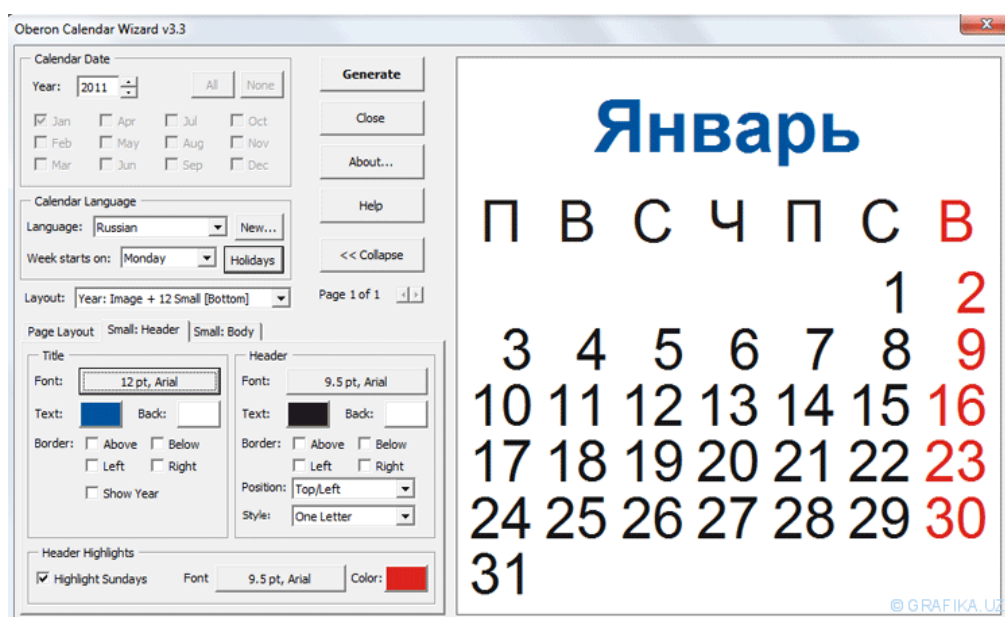 Oberon Calendar Wizard v3.3
Calendar Date
Year: 2011 All None
Jan Apr Jul Oct
Feb May Aug Nov
Mar Jun Sep Dec
Generate
Close
About...
Help
<< Collapse
Calendar Language
Language: Russian New...
Week starts on: Monday Holidays
Layout: Year: Image + 12 Small [Bottom] Page 1 of 1
Page Layout Small: Header Small: Body
Title
Font: 12 pt, Arial
Text: Back:
Border: Above Below
Left Right
Show Year
Header
Font: 9.5 pt, Arial
Text: Back:
Border: Above Below
Left Right
Position: Top/Left
Style: One Letter
Header Highlights
Highlight Sundays Font 9.5 pt, Arial Color:
Январь
П В С Ч П С В
1 2
3 4 5 6 7 8 9
10 11 12 13 14 15 16
17 18 19 20 21 22 23
24 25 26 27 28 29 30
31
© GRAFIKA.UZ